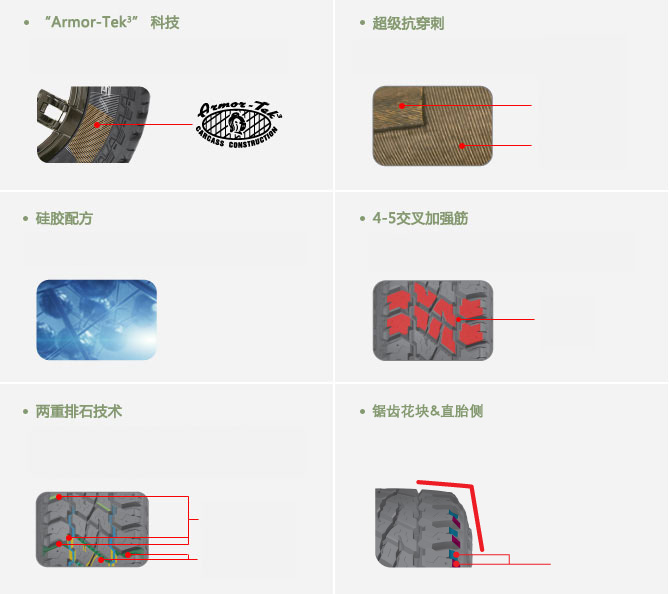 “Armor-Tek³” 科技
超级抗穿刺
Armor-Tek³
CARCASS CONSTRUCTION
硅胶配方
4-5交叉加强筋
两重排石技术
锯齿花块&直胎侧